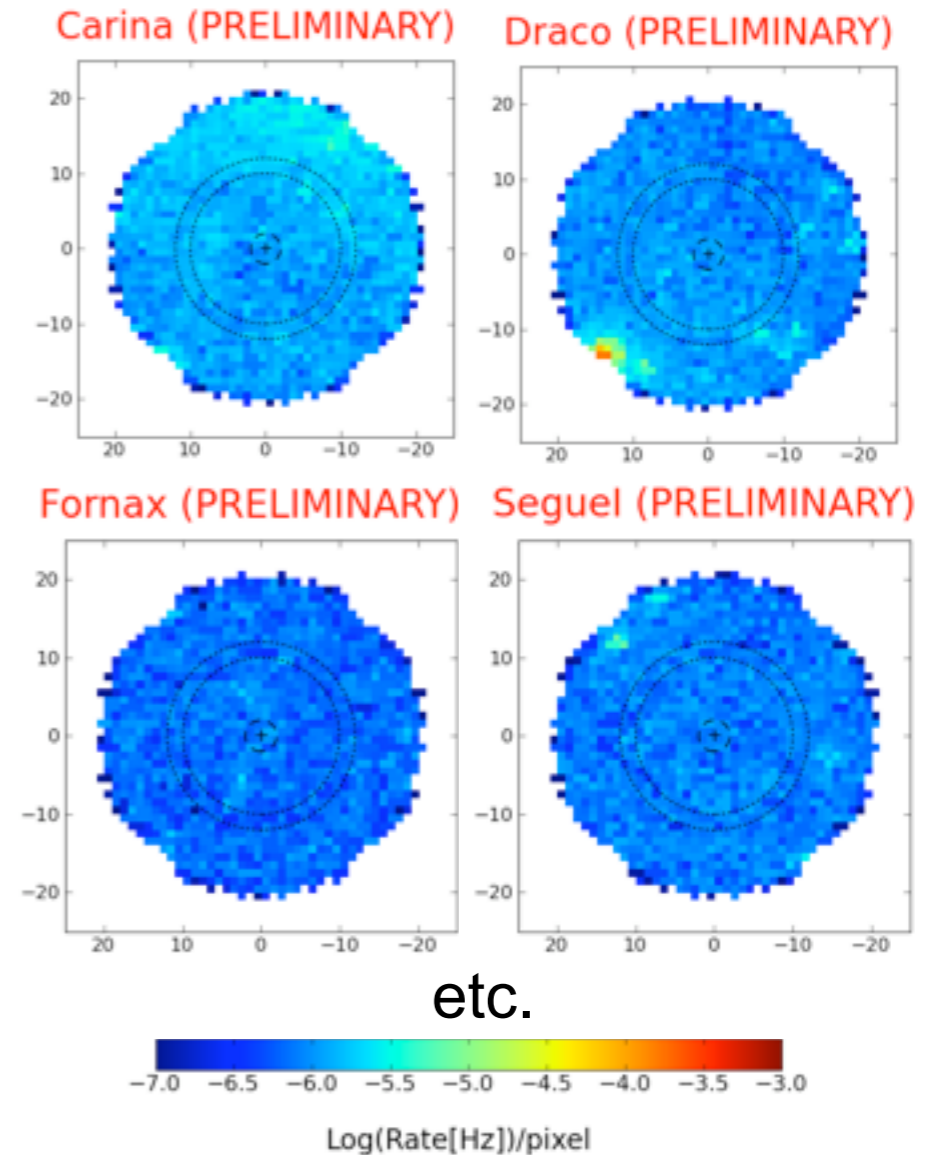 Carina (PRELIMINARY)
20
10
0
−10
−20
20 10 0 −10 −20
Draco (PRELIMINARY)
20
10
0
−10
−20
20 10 0 −10 −20
Fornax (PRELIMINARY)
20
10
0
−10
−20
20 10 0 −10 −20
Seguel (PRELIMINARY)
20
10
0
−10
−20
20 10 0 −10 −20
etc.
−7.0 −6.5 −6.0 −5.5 −5.0 −4.5 −4.0 −3.5 −3.0
Log(Rate[Hz])/pixel